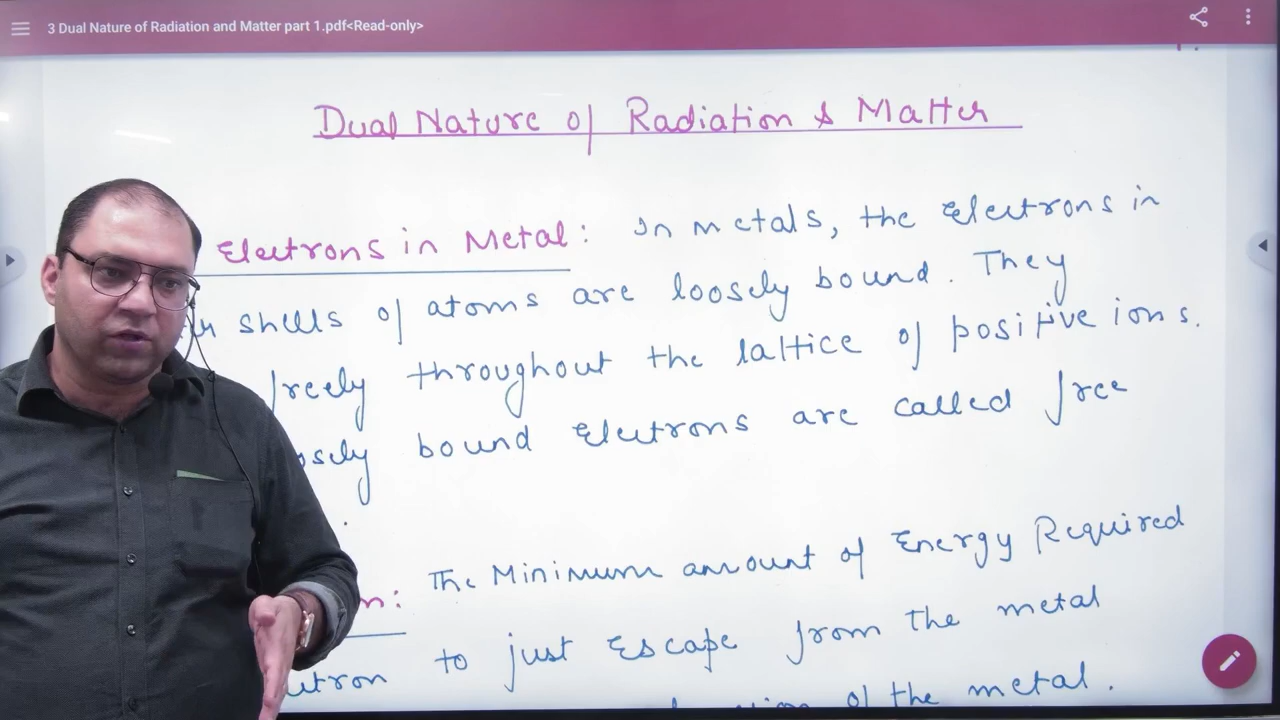 3 Dual Nature of Radiation and Matter part 1.pdf<Read-only>
Dual Nature of Radiation & Matter
Electrons in Metal: In metals, the electrons in
shells of atoms are loosely bound. They
freely throughout the lattice of positive ions.
bound Electrons are called free
The Minimum amount of Energy Required
to just Escape from the metal
of the metal.